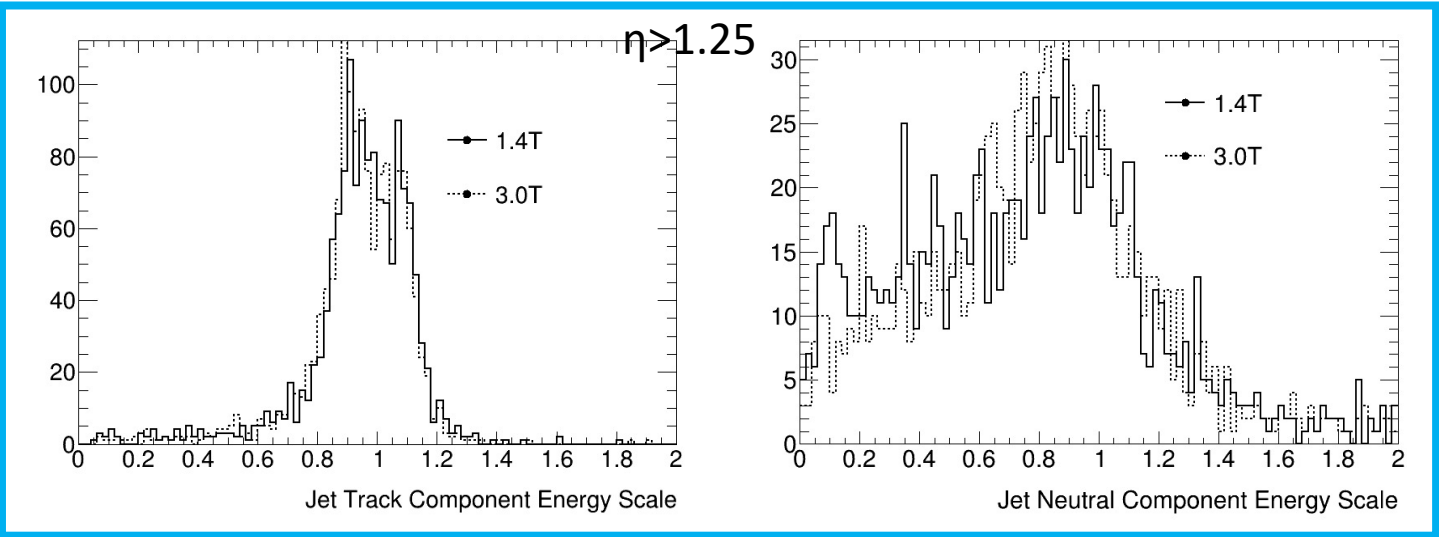 η>1.25
100
80
60
40
20
0
0 0.2 0.4 0.6 0.8 1 1.2 1.4 1.6 1.8 2
1.4T
3.0T
Jet Track Component Energy Scale
30
25
20
15
10
5
0
0 0.2 0.4 0.6 0.8 1 1.2 1.4 1.6 1.8 2
1.4T
3.0T
Jet Neutral Component Energy Scale